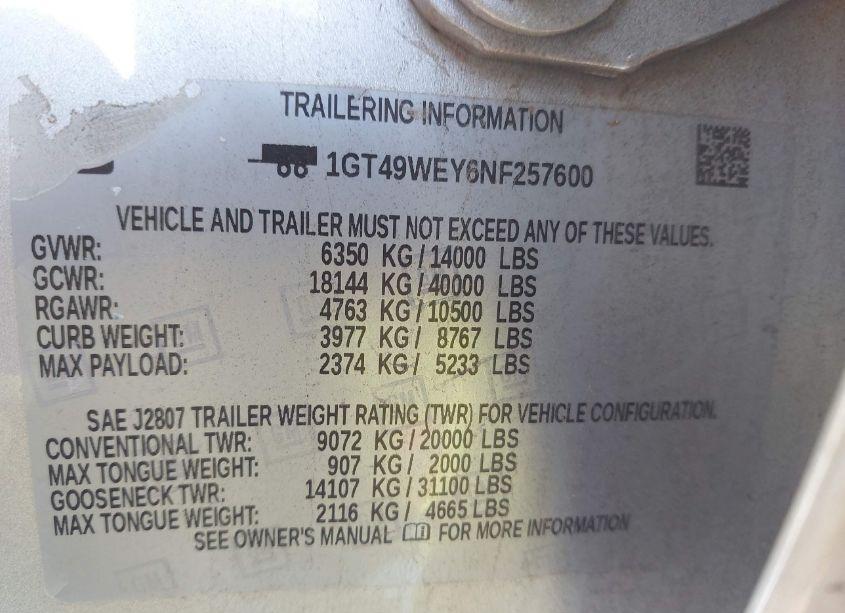 TRAILERING INFORMATION
1GT49WEY6NF257600
VEHICLE AND TRAILER MUST NOT EXCEED ANY OF THESE VALUES.
GVWR: 6350 KG / 14000 LBS
GCWR: 18144 KG / 40000 LBS
RGAWR: 4763 KG / 10500 LBS
CURB WEIGHT: 3977 KG / 8767 LBS
MAX PAYLOAD: 2374 KG / 5233 LBS
SAE J2807 TRAILER WEIGHT RATING (TWR) FOR VEHICLE CONFIGURATION.
CONVENTIONAL TWR: 9072 KG / 20000 LBS
MAX TONGUE WEIGHT: 907 KG / 2000 LBS
GOOSENECK TWR: 14107 KG / 31100 LBS
MAX TONGUE WEIGHT: 2116 KG / 4665 LBS
SEE OWNER'S MANUAL FOR MORE INFORMATION